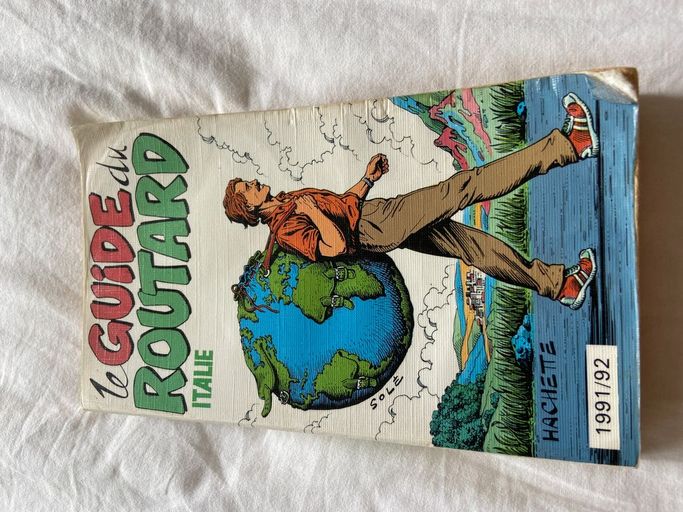 le GUiDE du
ROUTARD
ITALIE
SOLÉ
HACHETTE
1991/92